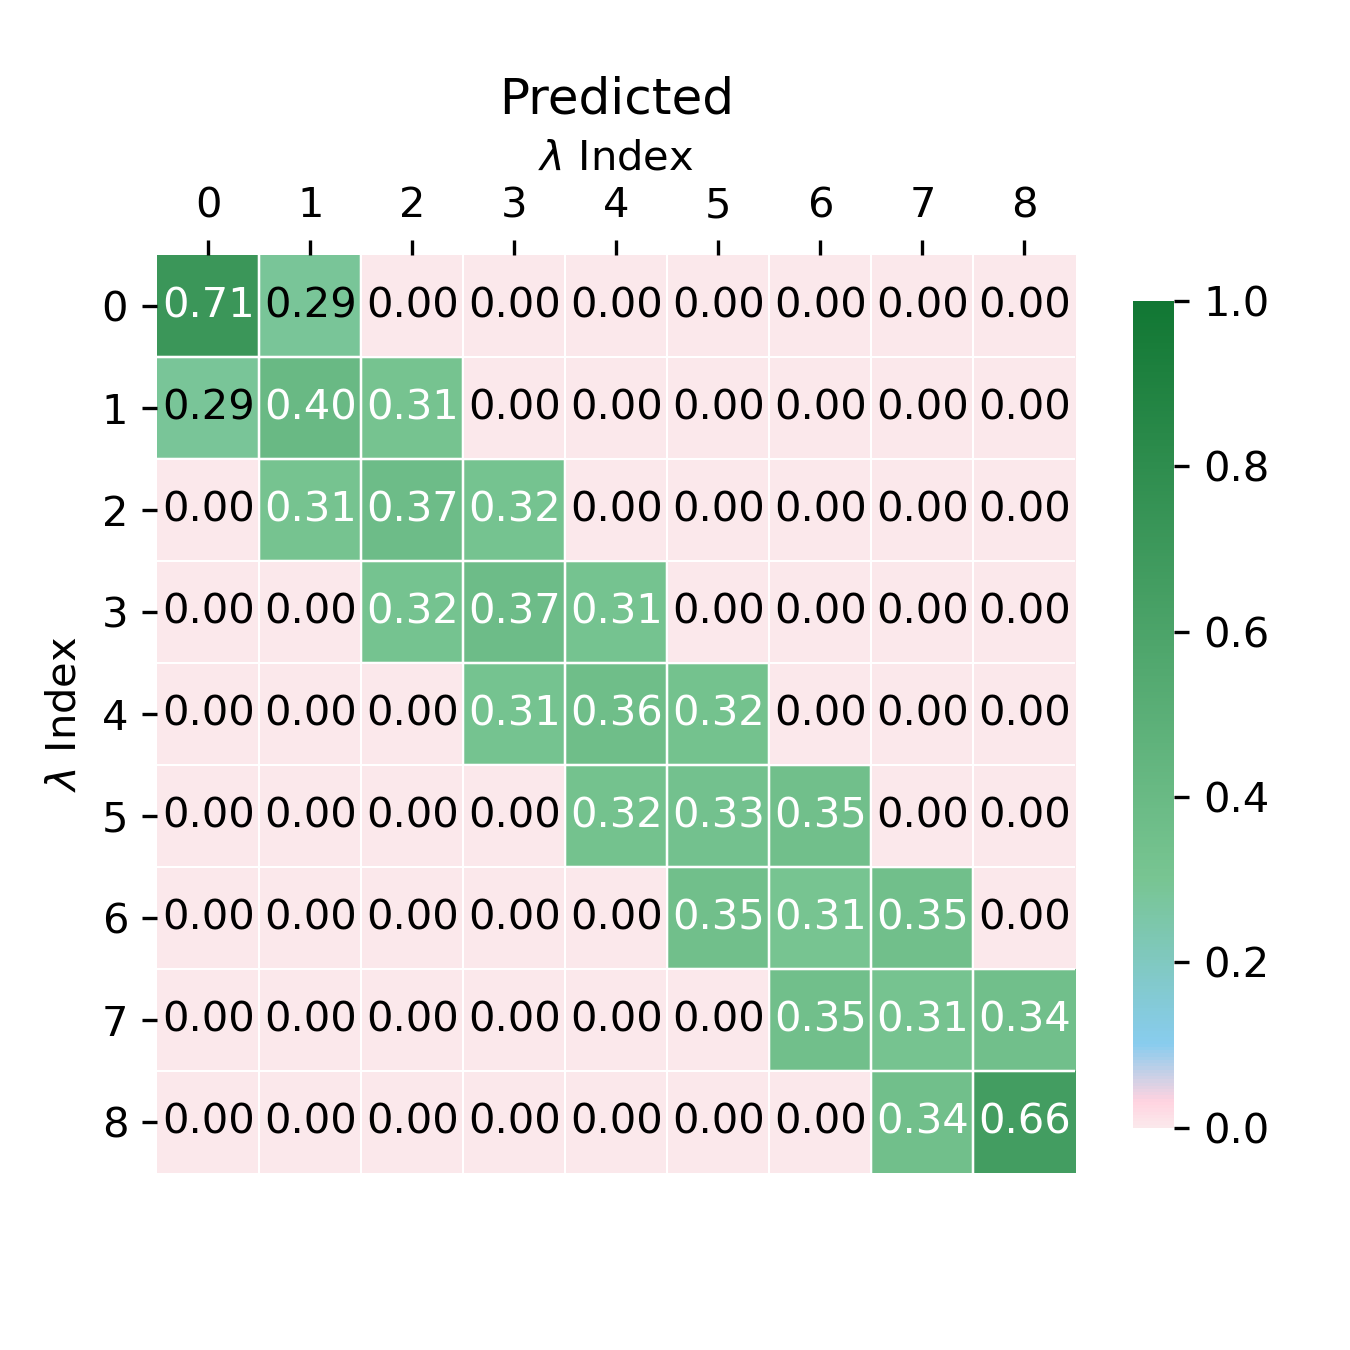 Predicted
λ Index
0 1 2 3 4 5 6 7 8
0 0.71 0.29 0.00 0.00 0.00 0.00 0.00 0.00 0.00
1 0.29 0.40 0.31 0.00 0.00 0.00 0.00 0.00 0.00
2 0.00 0.31 0.37 0.32 0.00 0.00 0.00 0.00 0.00
3 0.00 0.00 0.32 0.37 0.31 0.00 0.00 0.00 0.00
4 0.00 0.00 0.00 0.31 0.36 0.32 0.00 0.00 0.00
5 0.00 0.00 0.00 0.00 0.32 0.33 0.35 0.00 0.00
6 0.00 0.00 0.00 0.00 0.00 0.35 0.31 0.35 0.00
7 0.00 0.00 0.00 0.00 0.00 0.00 0.35 0.31 0.34
8 0.00 0.00 0.00 0.00 0.00 0.00 0.00 0.34 0.66
λ Index
1.0
0.8
0.6
0.4
0.2
0.0